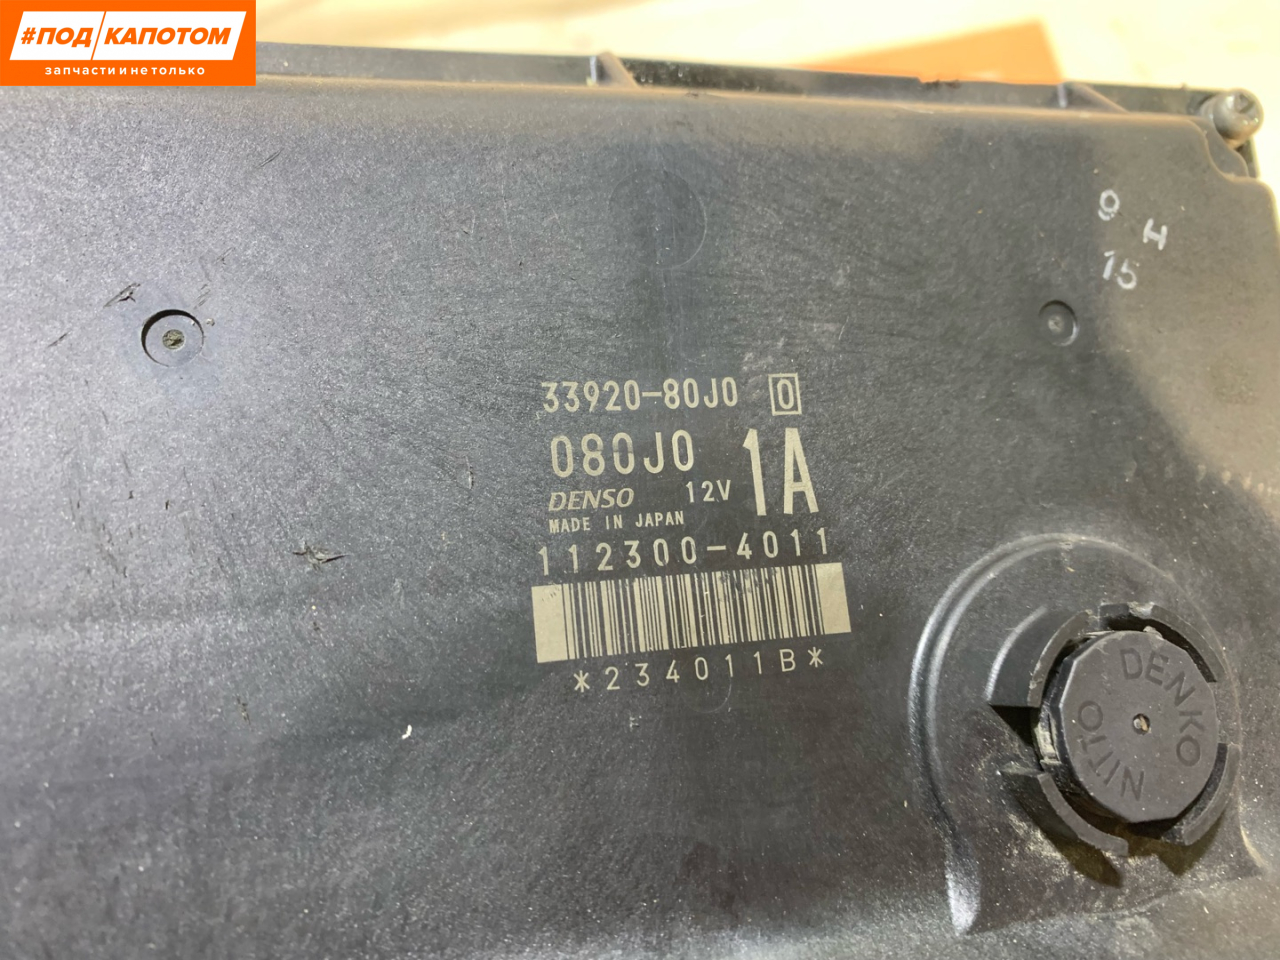 #ПОД/КАПОТОМ
запчасти и не только
9 H
15
33920-80J0 0
080J0 1A
DENSO 12V
MADE IN JAPAN
112300-4011
*234011B*
NITTO DENKO